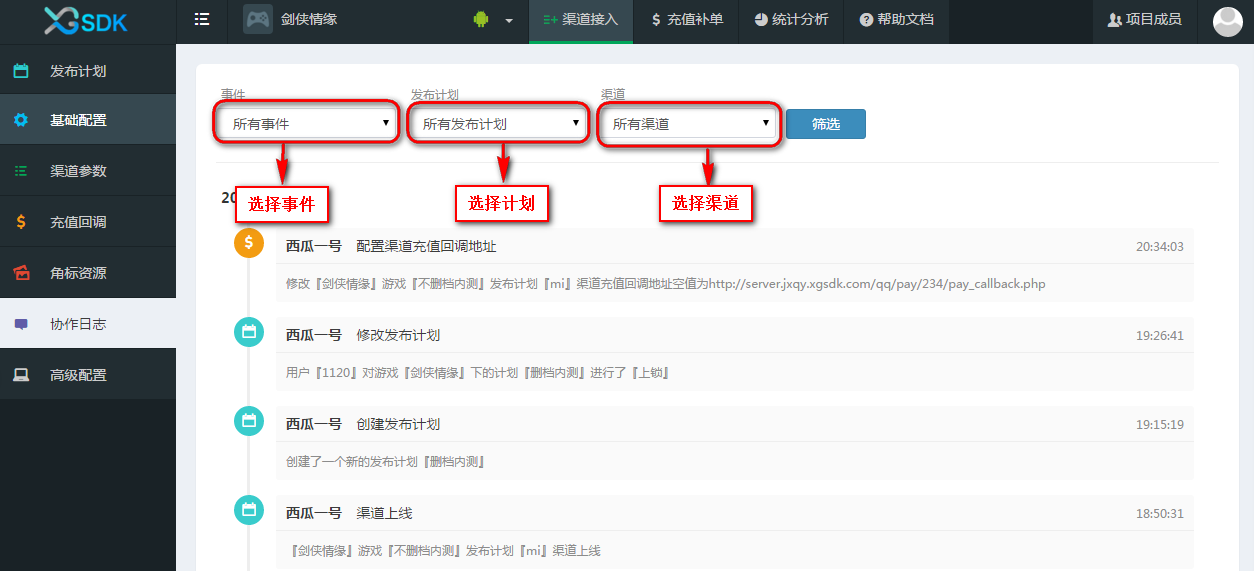 XGSDK
剑侠情缘
渠道接入
充值补单
统计分析
帮助文档
项目成员
发布计划
基础配置
渠道参数
充值回调
角标资源
协作日志
高级配置
事件
发布计划
渠道
所有事件
所有发布计划
所有渠道
筛选
20
选择事件
选择计划
选择渠道
西瓜一号 配置渠道充值回调地址 20:34:03
修改『剑侠情缘』游戏『不删档内测』发布计划『mi』渠道充值回调地址空值为http://server.jxqy.xgsdk.com/qq/pay/234/pay_callback.php
西瓜一号 修改发布计划 19:26:41
用户『1120』对游戏『剑侠情缘』下的计划『删档内测』进行了『上锁』
西瓜一号 创建发布计划 19:15:19
创建了一个新的发布计划『删档内测』
西瓜一号 渠道上线 18:50:31
『剑侠情缘』游戏『不删档内测』发布计划『mi』渠道上线